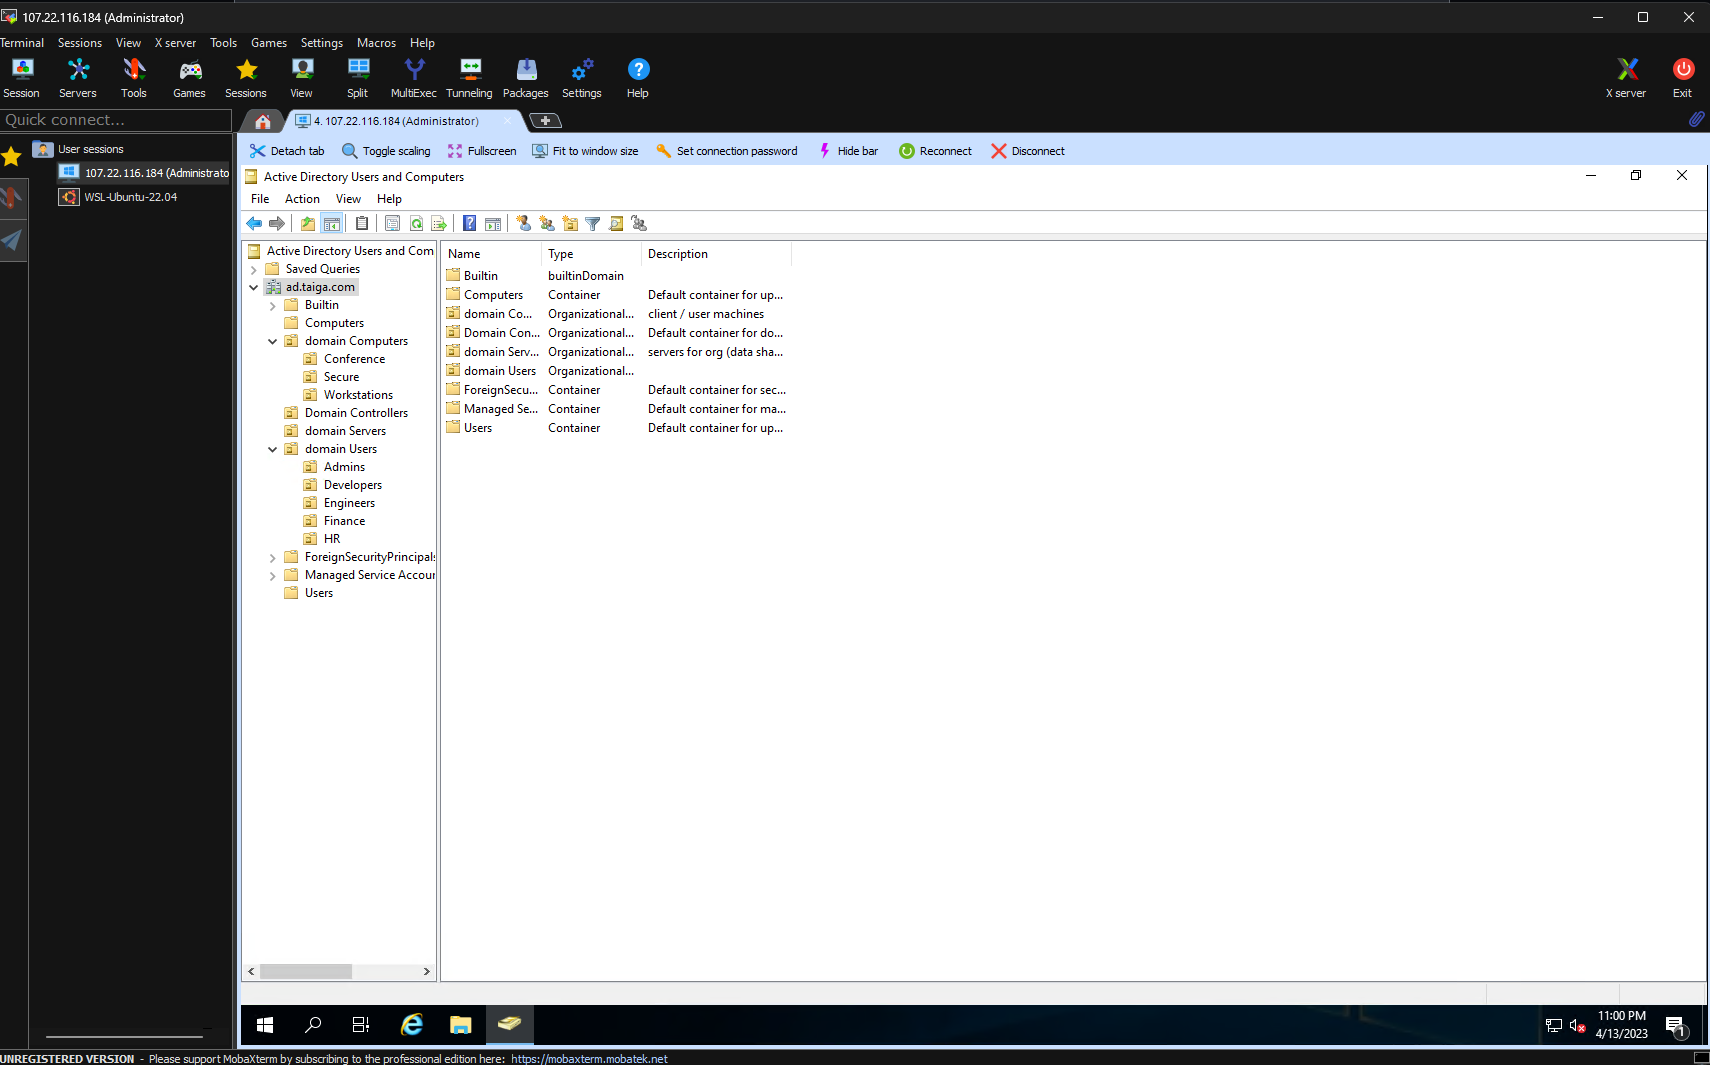 107.22.116.184 (Administrator)
Terminal Sessions View X server Tools Games Settings Macros Help
Session Servers Tools Games Sessions View Split MultiExec Tunneling Packages Settings Help X server Exit
Quick connect...
4. 107.22.116.184 (Administrator)
User sessions
107.22.116.184 (Administrato
WSL-Ubuntu-22.04
Detach tab Toggle scaling Fullscreen Fit to window size Set connection password Hide bar Reconnect Disconnect
Active Directory Users and Computers
File Action View Help
Active Directory Users and Com
Saved Queries
ad.taiga.com
Builtin
Computers
domain Computers
Conference
Secure
Workstations
Domain Controllers
domain Servers
domain Users
Admins
Developers
Engineers
Finance
HR
ForeignSecurityPrincipals
Managed Service Accour
Users
Name Type Description
Builtin builtinDomain
Computers Container Default container for up...
domain Co... Organizational... client / user machines
Domain Con... Organizational... Default container for do...
domain Serv... Organizational... servers for org (data sha...
domain Users Organizational...
ForeignSecu... Container Default container for sec...
Managed Se... Container Default container for ma...
Users Container Default container for up...
11:00 PM
4/13/2023
1
UNREGISTERED VERSION - Please support MobaXterm by subscribing to the professional edition here: https://mobaxterm.mobatek.net